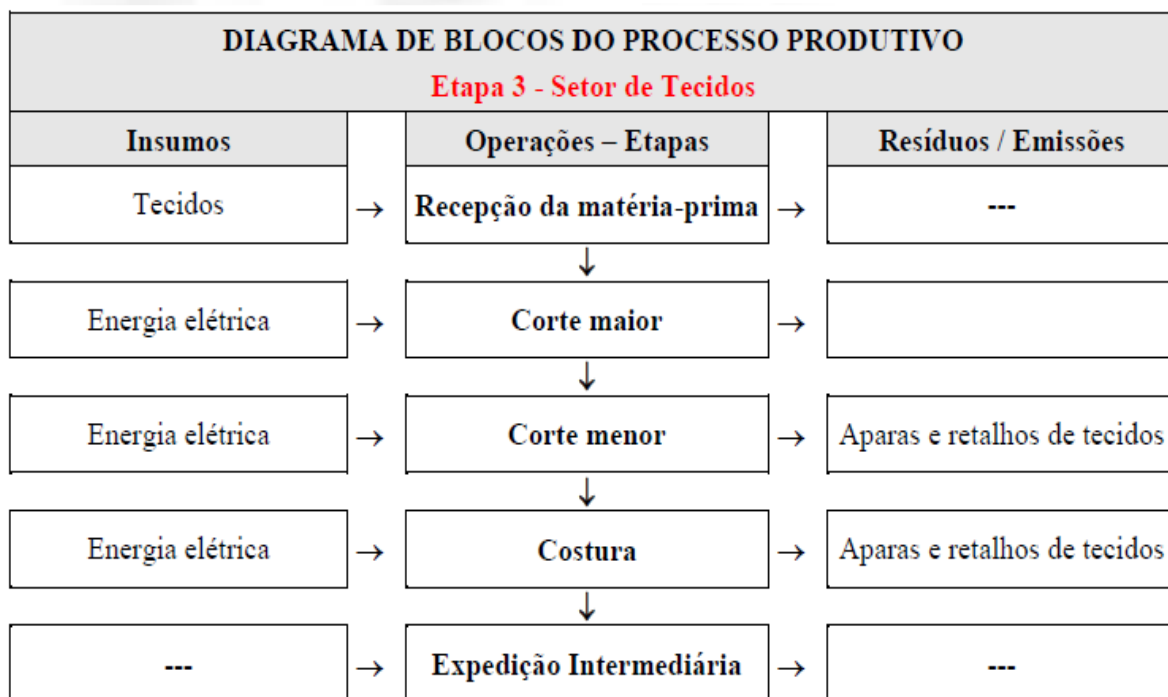 DIAGRAMA DE BLOCOS DO PROCESSO PRODUTIVO
Etapa 3 - Setor de Tecidos
Insumos
Operações – Etapas
Resíduos / Emissões
Tecidos
→
Recepção da matéria-prima
→
---
↓
Energia elétrica
→
Corte maior
→
↓
Energia elétrica
→
Corte menor
→
Aparas e retalhos de tecidos
↓
Energia elétrica
→
Costura
→
Aparas e retalhos de tecidos
↓
---
→
Expedição Intermediária
→
---